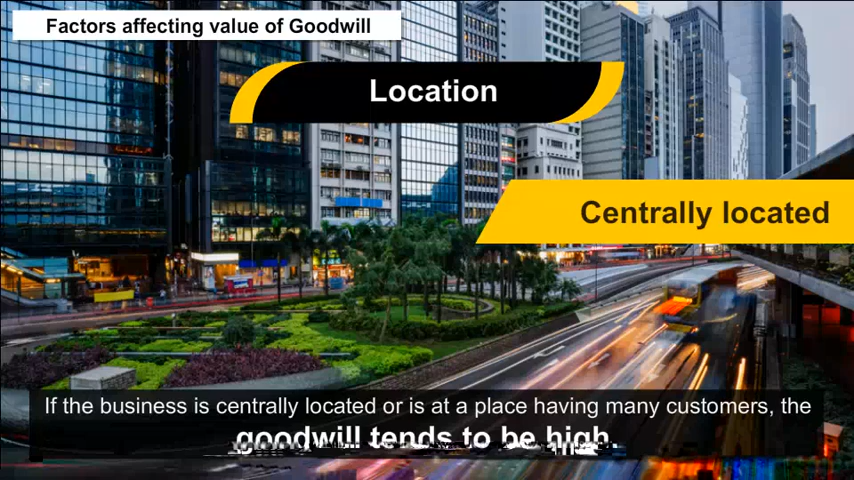 Factors affecting value of Goodwill
Location
Centrally located
If the business is centrally located or is at a place having many customers, the
goodwill tends to be high.